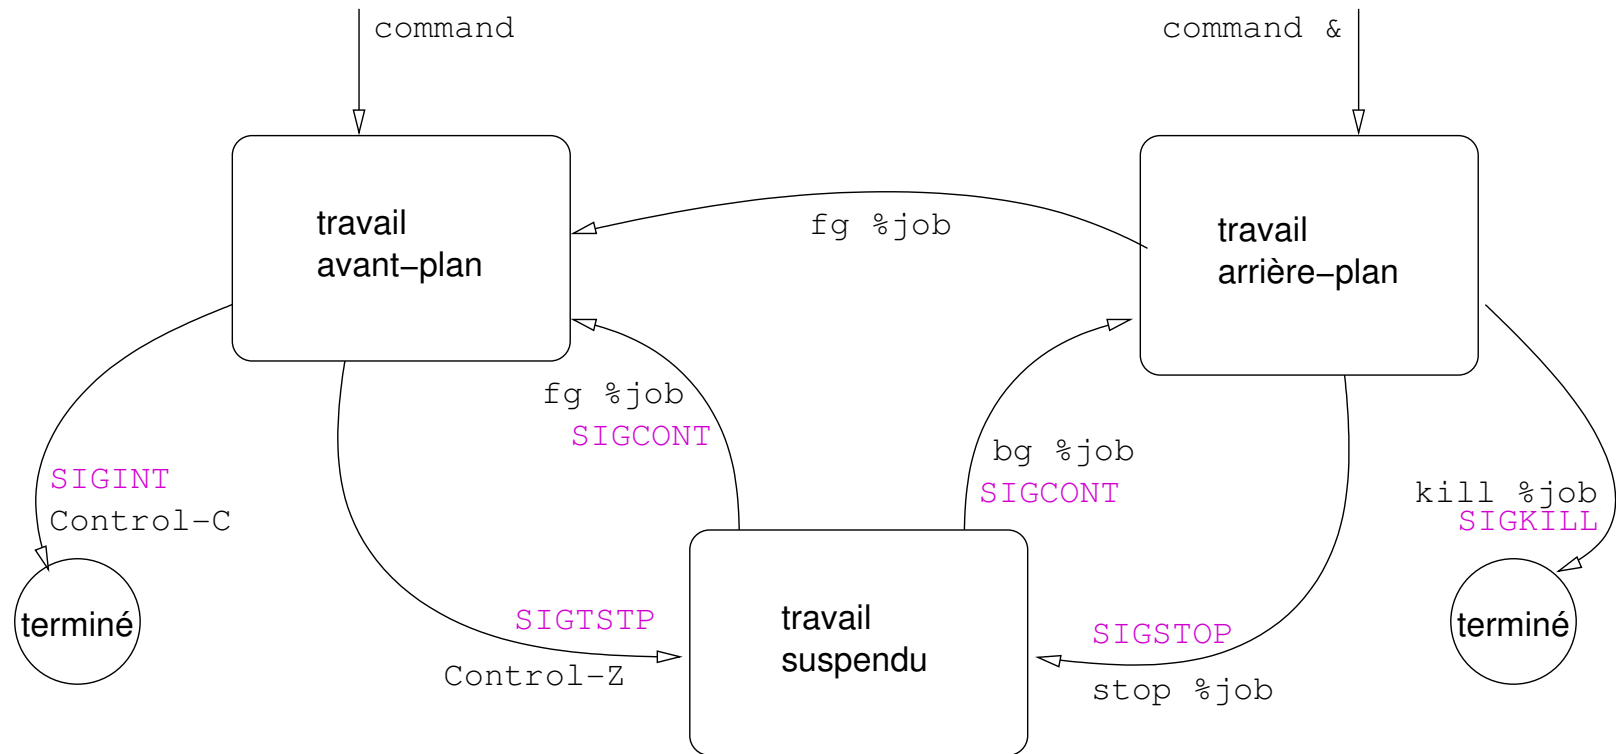 command
command &
travail
avant-plan
fg %job
travail
arrière-plan
fg %job
SIGCONT
bg %job
SIGCONT
SIGINT
Control-C
kill %job
SIGKILL
terminé
SIGTSTP
Control-Z
travail
suspendu
SIGSTOP
stop %job
terminé